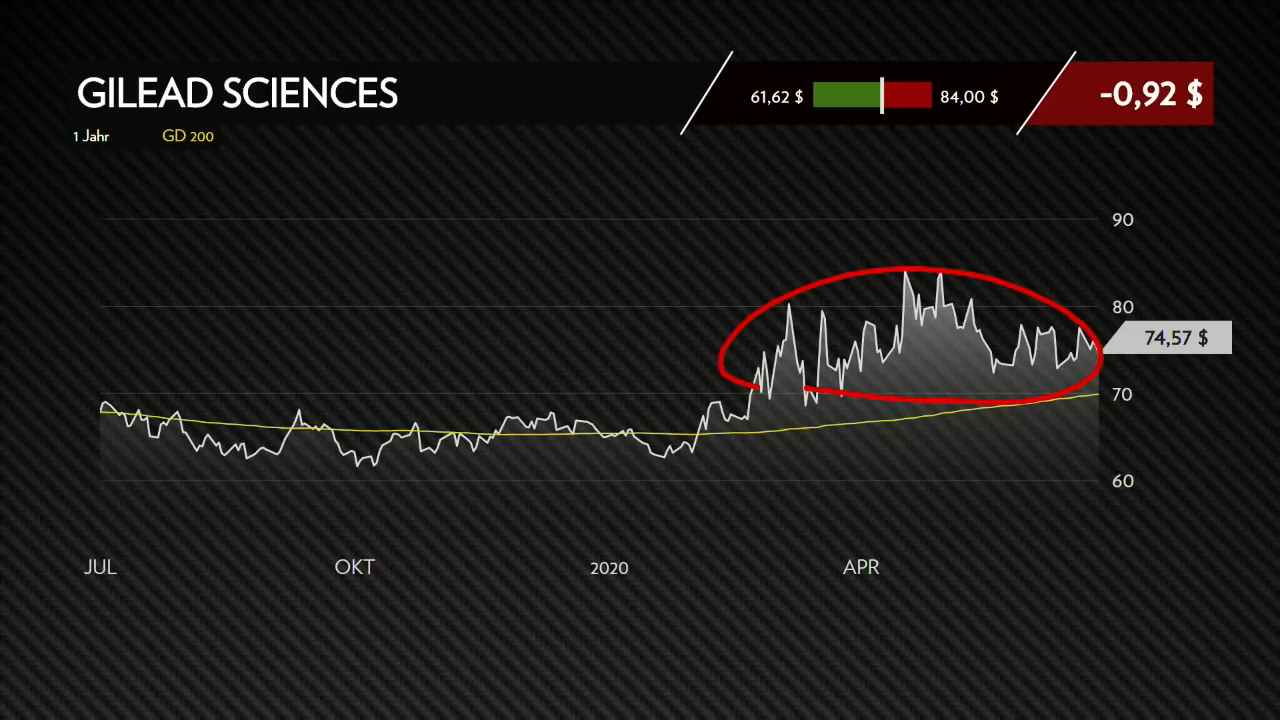 GILEAD SCIENCES
61,62 $ 84,00 $
-0,92 $
1 Jahr GD 200
90
80
74,57 $
70
60
JUL OKT 2020 APR